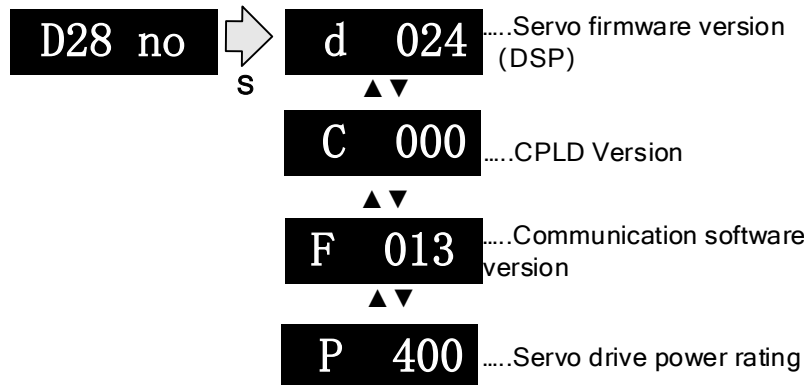 D28 no
S
d 024 .....Servo firmware version
(DSP)
▲▼
C 000 .....CPLD Version
▲▼
F 013 .....Communication software
version
▲▼
P 400 .....Servo drive power rating